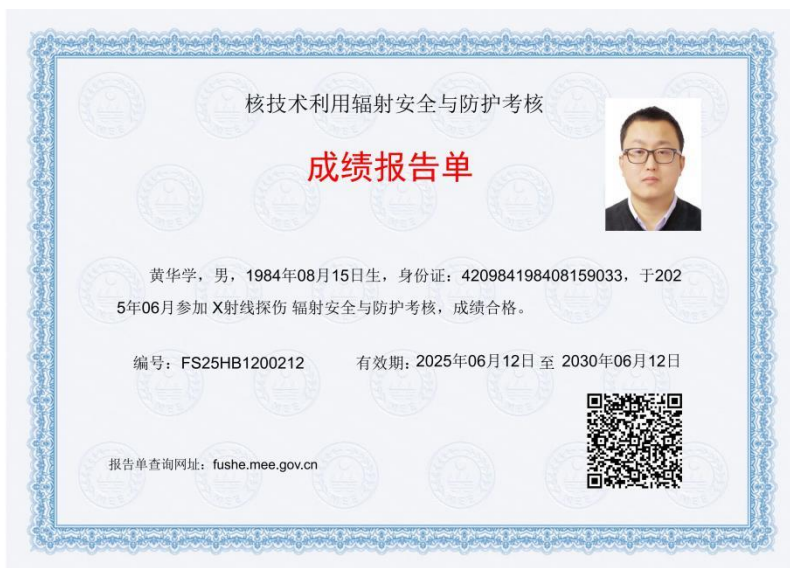 核技术利用辐射安全与防护考核
成绩报告单
黄华学，男，1984年08月15日生，身份证：420984198408159033，于202
5年06月参加 X射线探伤 辐射安全与防护考核，成绩合格。
编号：FS25HB1200212 有效期：2025年06月12日 至 2030年06月12日
报告单查询网址：fushe.mee.gov.cn